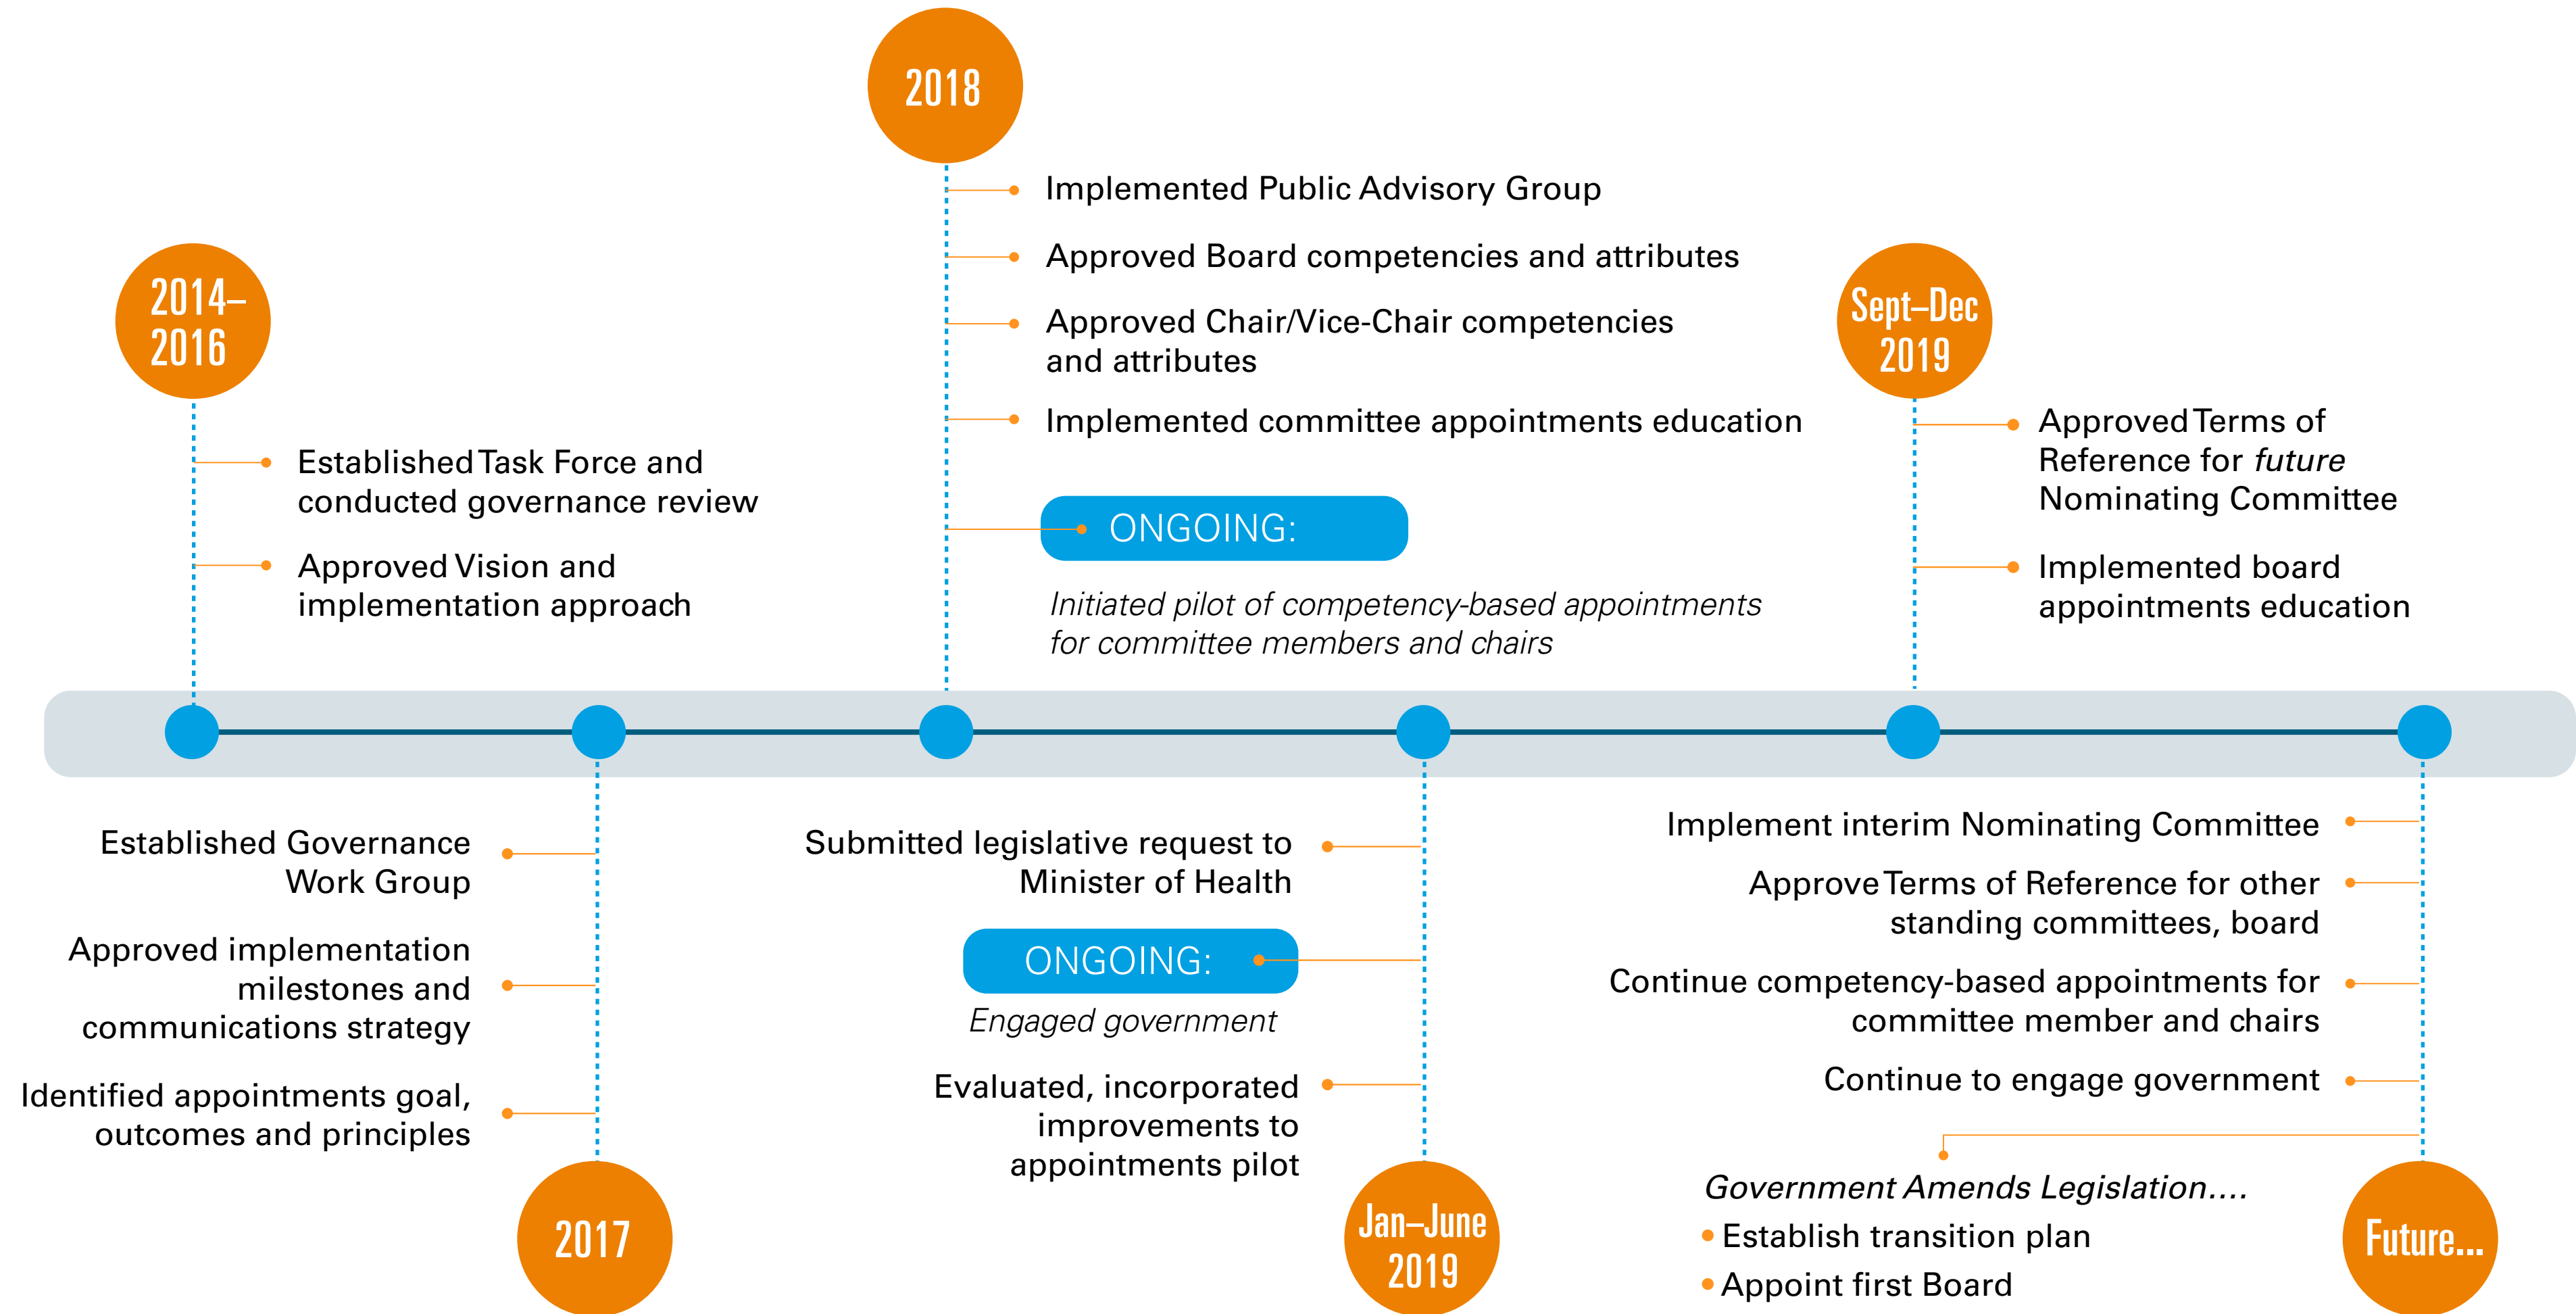 2014–
2016
Established Task Force and
conducted governance review
Approved Vision and
implementation approach
2017
Established Governance
Work Group
Approved implementation
milestones and
communications strategy
Identified appointments goal,
outcomes and principles
2018
Implemented Public Advisory Group
Approved Board competencies and attributes
Approved Chair/Vice-Chair competencies
and attributes
Implemented committee appointments education
ONGOING:
Initiated pilot of competency-based appointments
for committee members and chairs
Jan–June
2019
Submitted legislative request to
Minister of Health
ONGOING:
Engaged government
Evaluated, incorporated
improvements to
appointments pilot
Sept–Dec
2019
Approved Terms of
Reference for future
Nominating Committee
Implemented board
appointments education
Future...
Implement interim Nominating Committee
Approve Terms of Reference for other
standing committees, board
Continue competency-based appointments for
committee member and chairs
Continue to engage government
Government Amends Legislation....
• Establish transition plan
• Appoint first Board